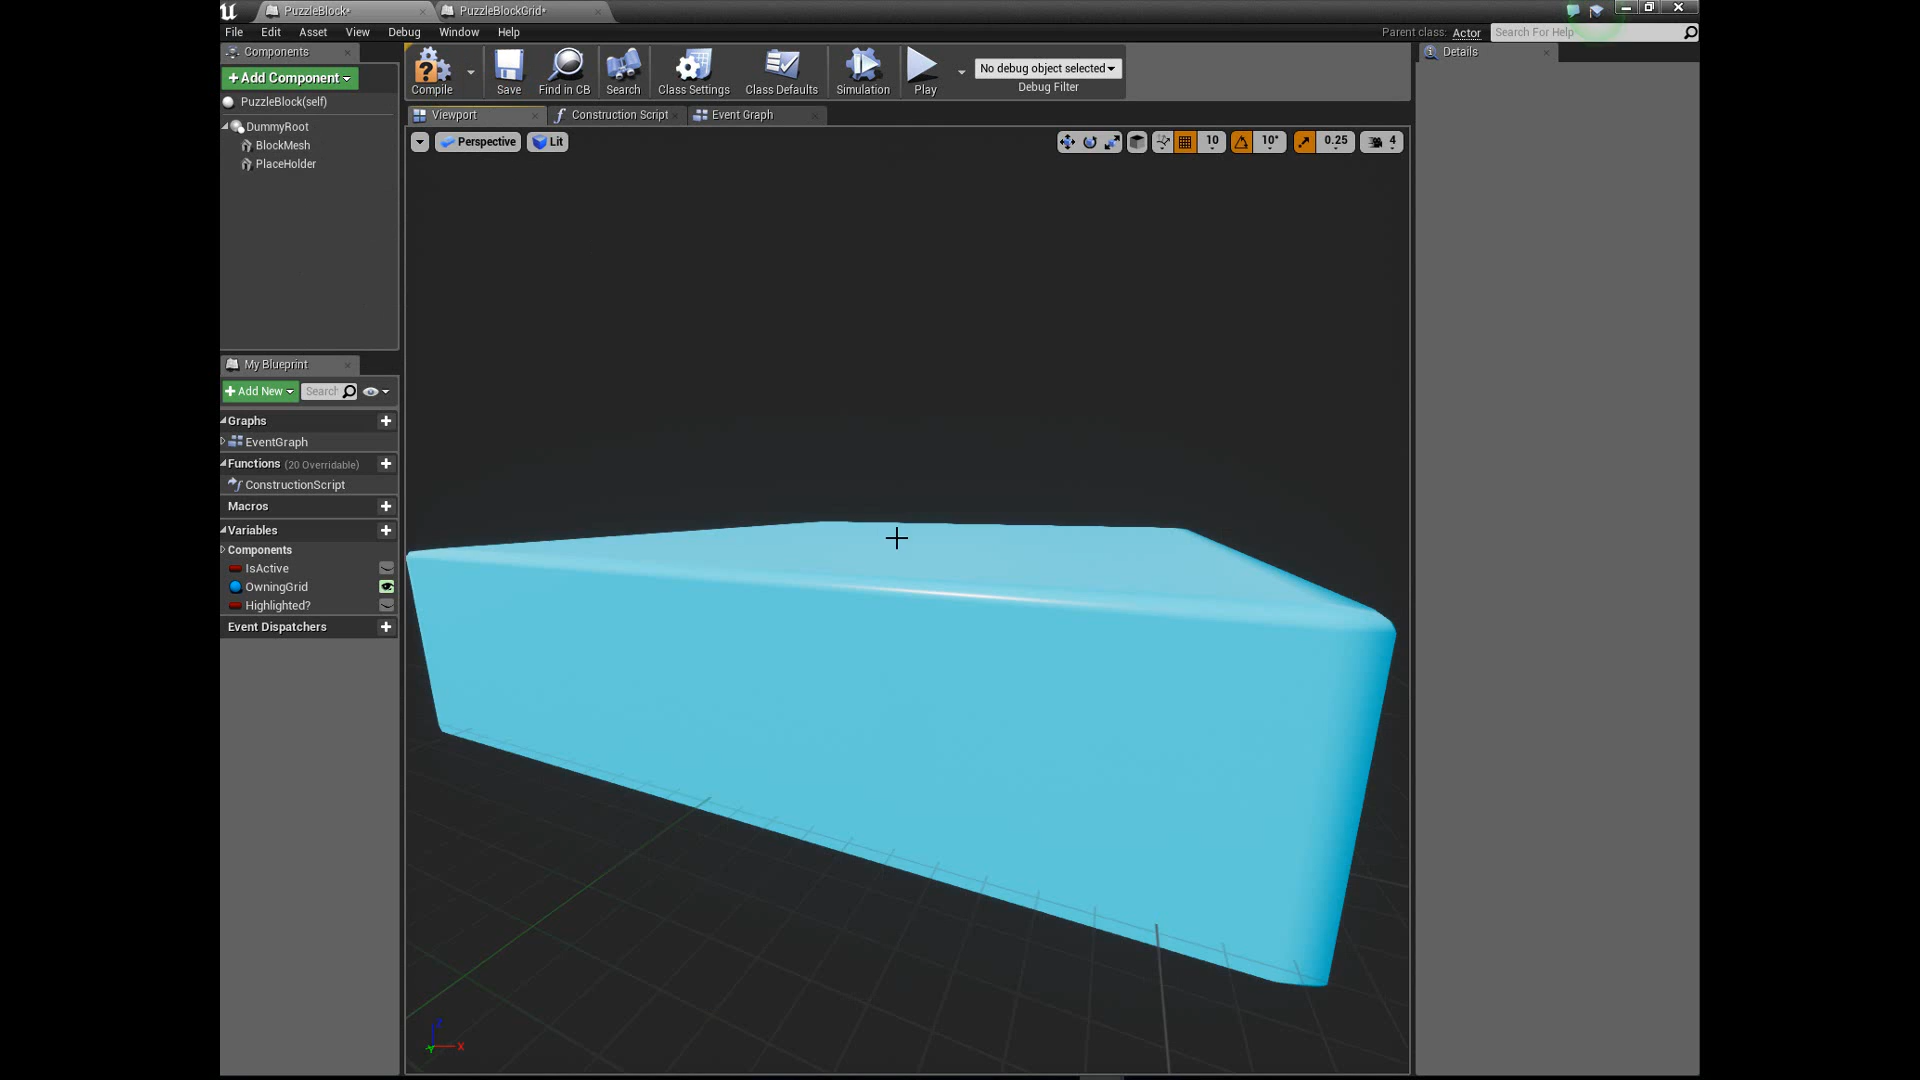 PuzzleBlock*
PuzzleBlockGrid*
File Edit Asset View Debug Window Help
Parent class: Actor
Search For Help
Components
Details
Add Component
PuzzleBlock(self)
DummyRoot
BlockMesh
PlaceHolder
Compile
Save
Find in CB
Search
Class Settings
Class Defaults
Simulation
Play
No debug object selected
Debug Filter
Viewport
Construction Script
Event Graph
Perspective
Lit
10
10°
0.25
4
My Blueprint
Add New
Search
Graphs
EventGraph
Functions (20 Overridable)
ConstructionScript
Macros
Variables
Components
IsActive
OwningGrid
Highlighted?
Event Dispatchers
Z
X
Y